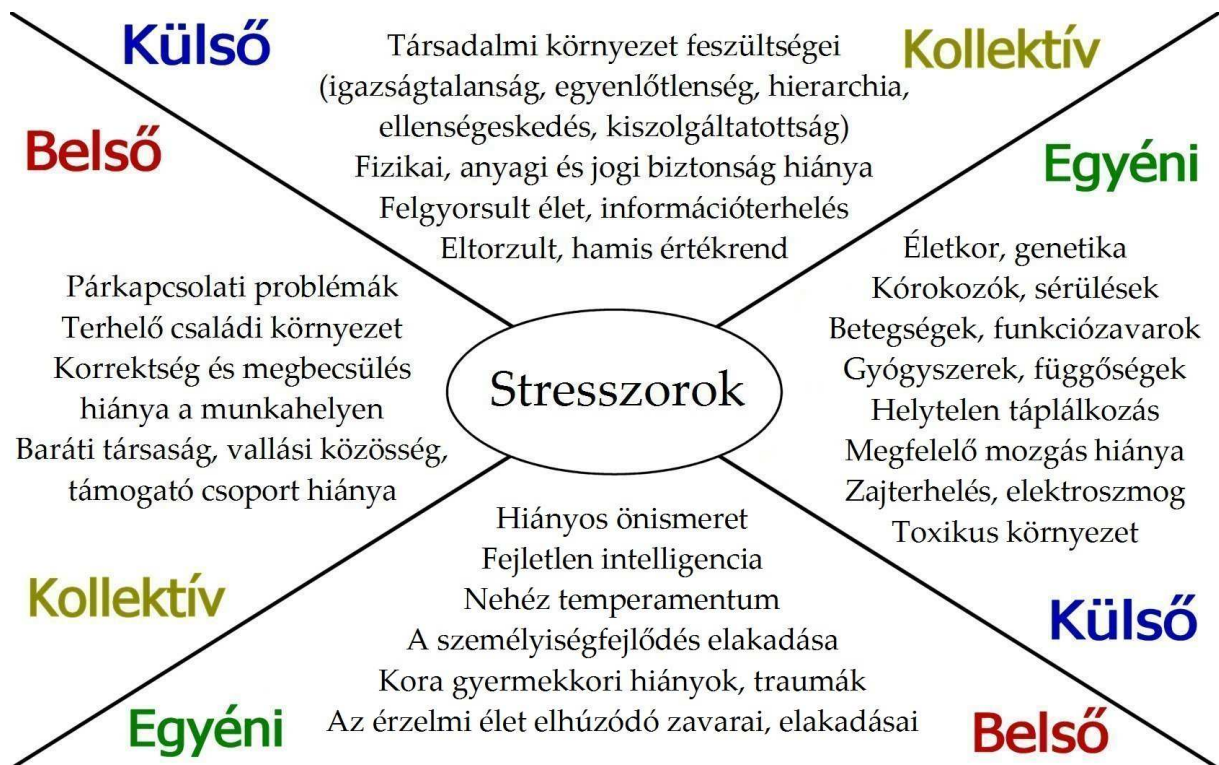 Külső
Kollektív
Társadalmi környezet feszültségei
(igazságtalanság, egyenlőtlenség, hierarchia,
ellenségeskedés, kiszolgáltatottság)
Fizikai, anyagi és jogi biztonság hiánya
Felgyorsult élet, információterhelés
Eltorzult, hamis értékrend
Belső
Párkapcsolati problémák
Terhelő családi környezet
Korrektség és megbecsülés
hiánya a munkahelyen
Baráti társaság, vallási közösség,
támogató csoport hiánya
Kollektív
Stresszorok
Egyéni
Életkor, genetika
Kórokozók, sérülések
Betegségek, funkciózavarok
Gyógyszerek, függőségek
Helytelen táplálkozás
Megfelelő mozgás hiánya
Zajterhelés, elektroszmog
Toxikus környezet
Külső
Hiányos önismeret
Fejletlen intelligencia
Nehéz temperamentum
A személyiségfejlődés elakadása
Kora gyermekkori hiányok, traumák
Az érzelmi élet elhúzódó zavarai, elakadásai
Egyéni
Belső